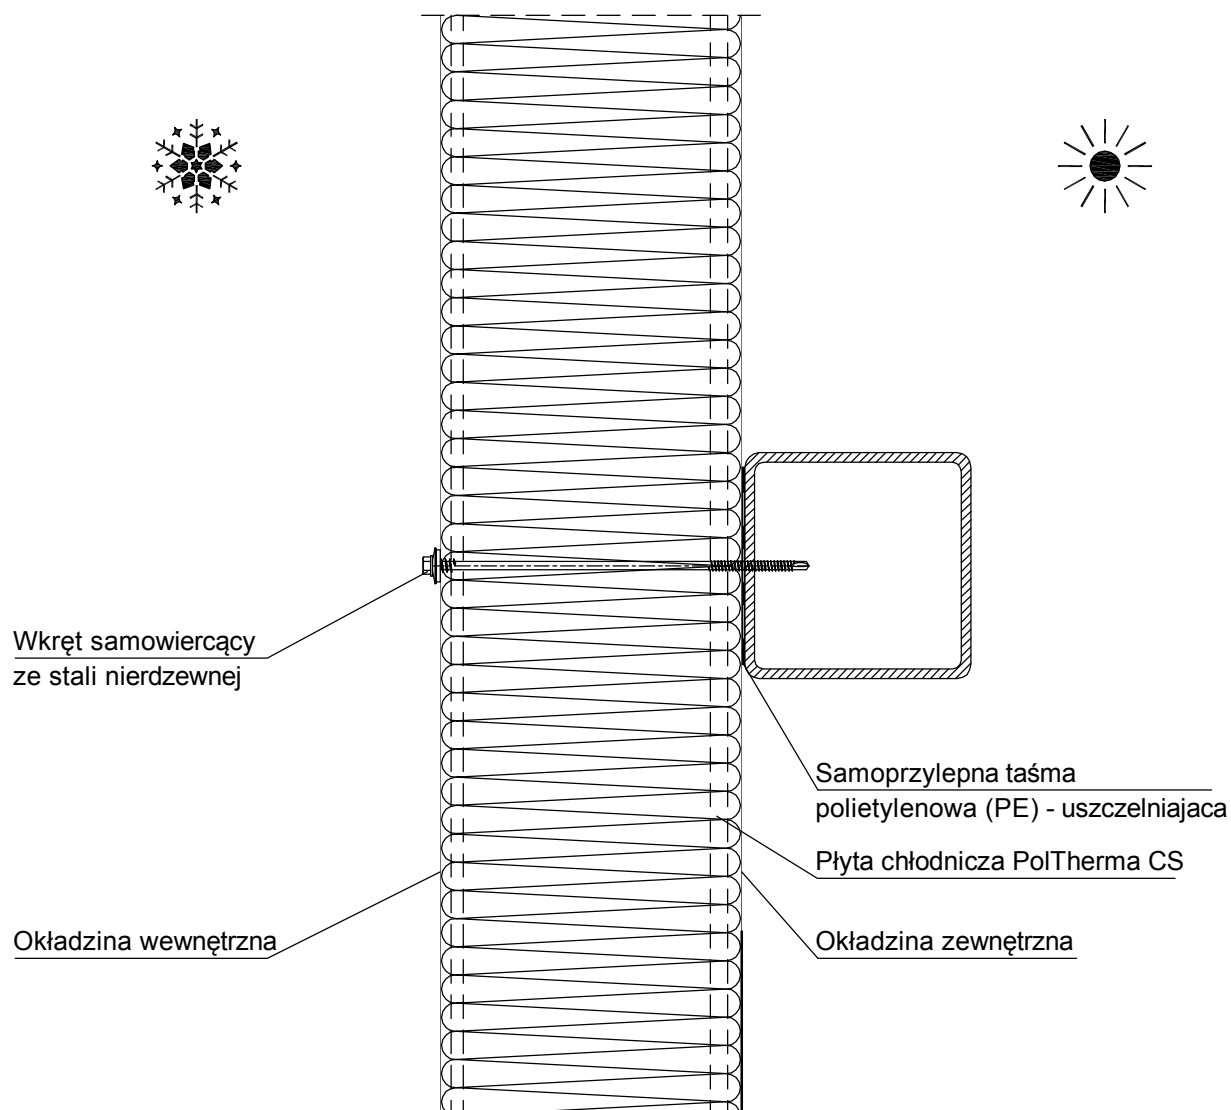 Wkręt samowiercący
ze stali nierdzewnej
Samoprzylepna taśma
polietylenowa (PE) - uszczelniajaca
Płyta chłodnicza PolTherma CS
Okładzina wewnętrzna
Okładzina zewnętrzna